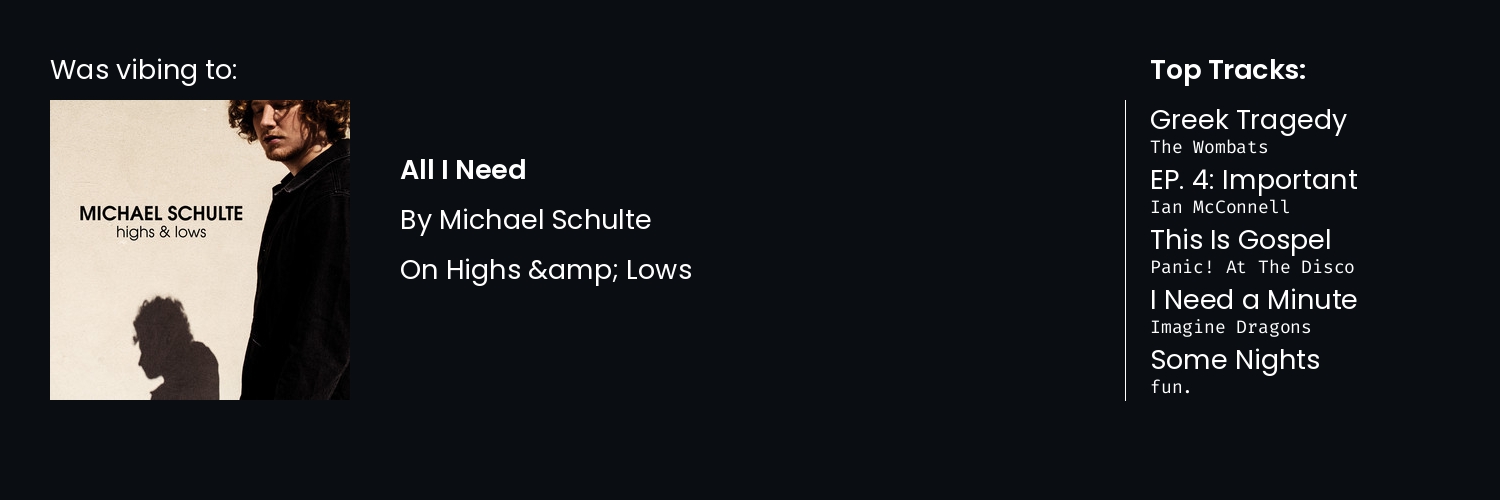 Was vibing to:
MICHAEL SCHULTE
highs & lows
All I Need
By Michael Schulte
On Highs &amp; Lows
Top Tracks:
Greek Tragedy
The Wombats
EP. 4: Important
Ian McConnell
This Is Gospel
Panic! At The Disco
I Need a Minute
Imagine Dragons
Some Nights
fun.